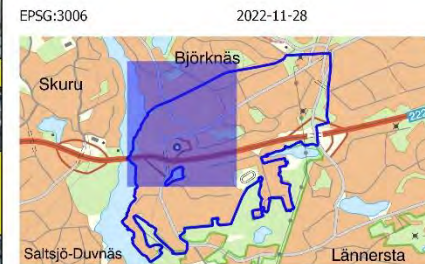 EPSG:3006 2022-11-28
Björknäs
Skuru
222
Saltsjö-Duvnäs
Lännersta